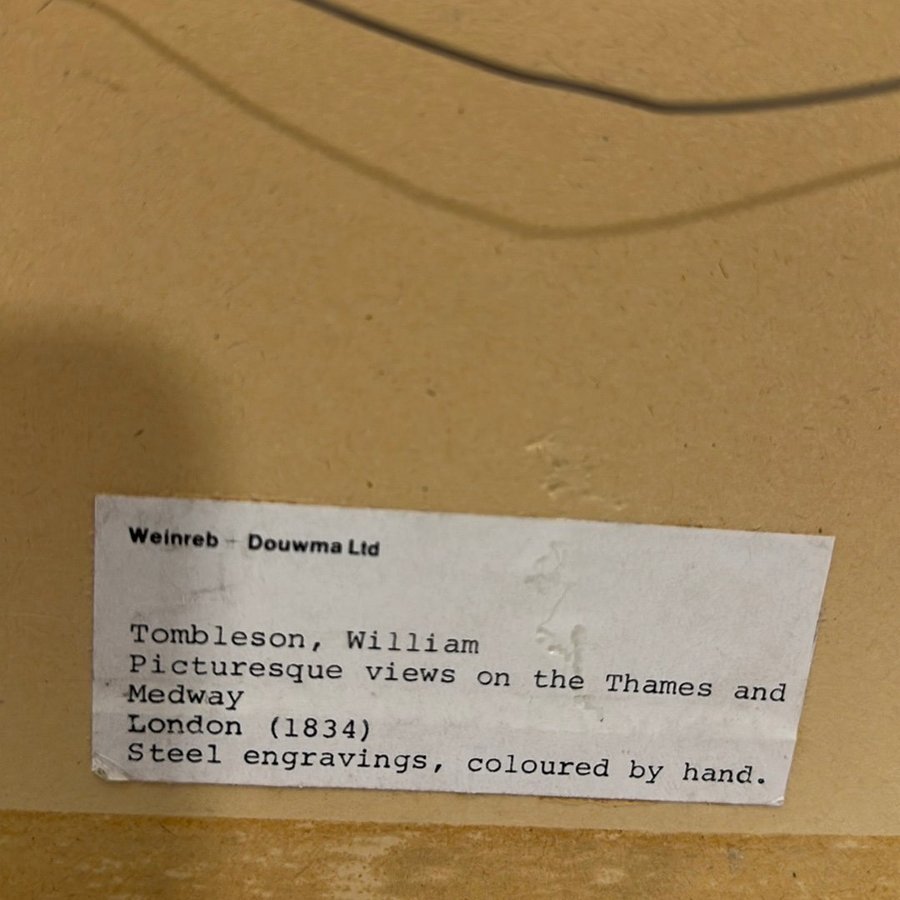 Weinreb - Douwma Ltd
Tombleson, William
Picturesque views on the Thames and
Medway
London (1834)
Steel engravings, coloured by hand.